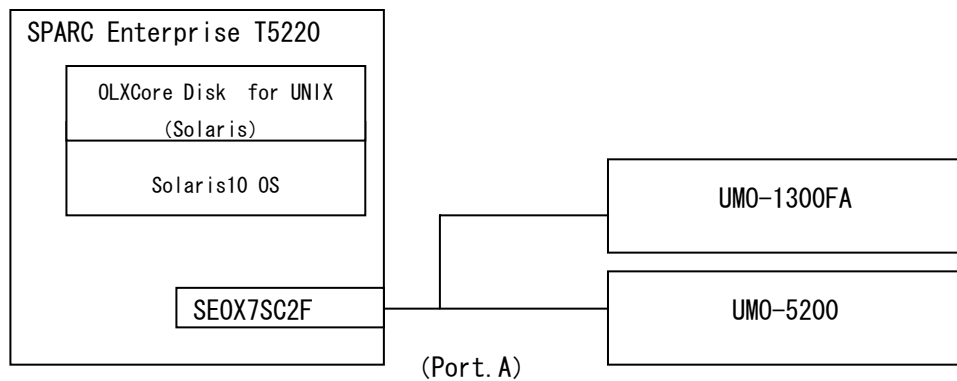 SPARC Enterprise T5220
OLXCore Disk for UNIX
(Solaris)
Solaris10 OS
UMO-1300FA
SEOX7SC2F
UMO-5200
(Port.A)